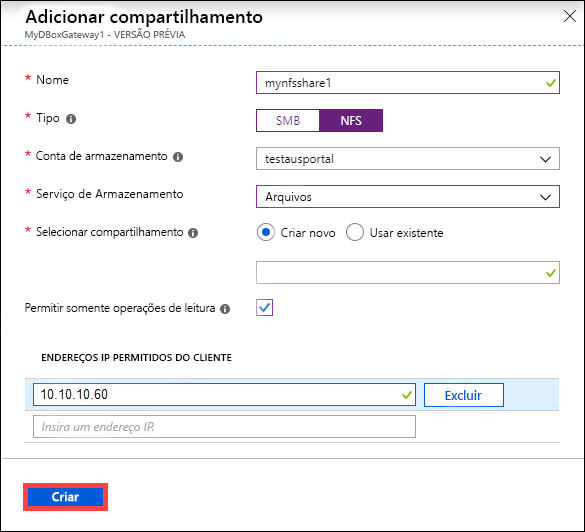 Adicionar compartilhamento
MyDBoxGateway1 - VERSÃO PRÉVIA
* Nome mynfsshare1
* Tipo SMB NFS
* Conta de armazenamento testausportal
* Serviço de Armazenamento Arquivos
* Selecionar compartilhamento Criar novo Usar existente
Permitir somente operações de leitura
ENDEREÇOS IP PERMITIDOS DO CLIENTE
10.10.10.60 Excluir
Insira um endereço IP.
Criar